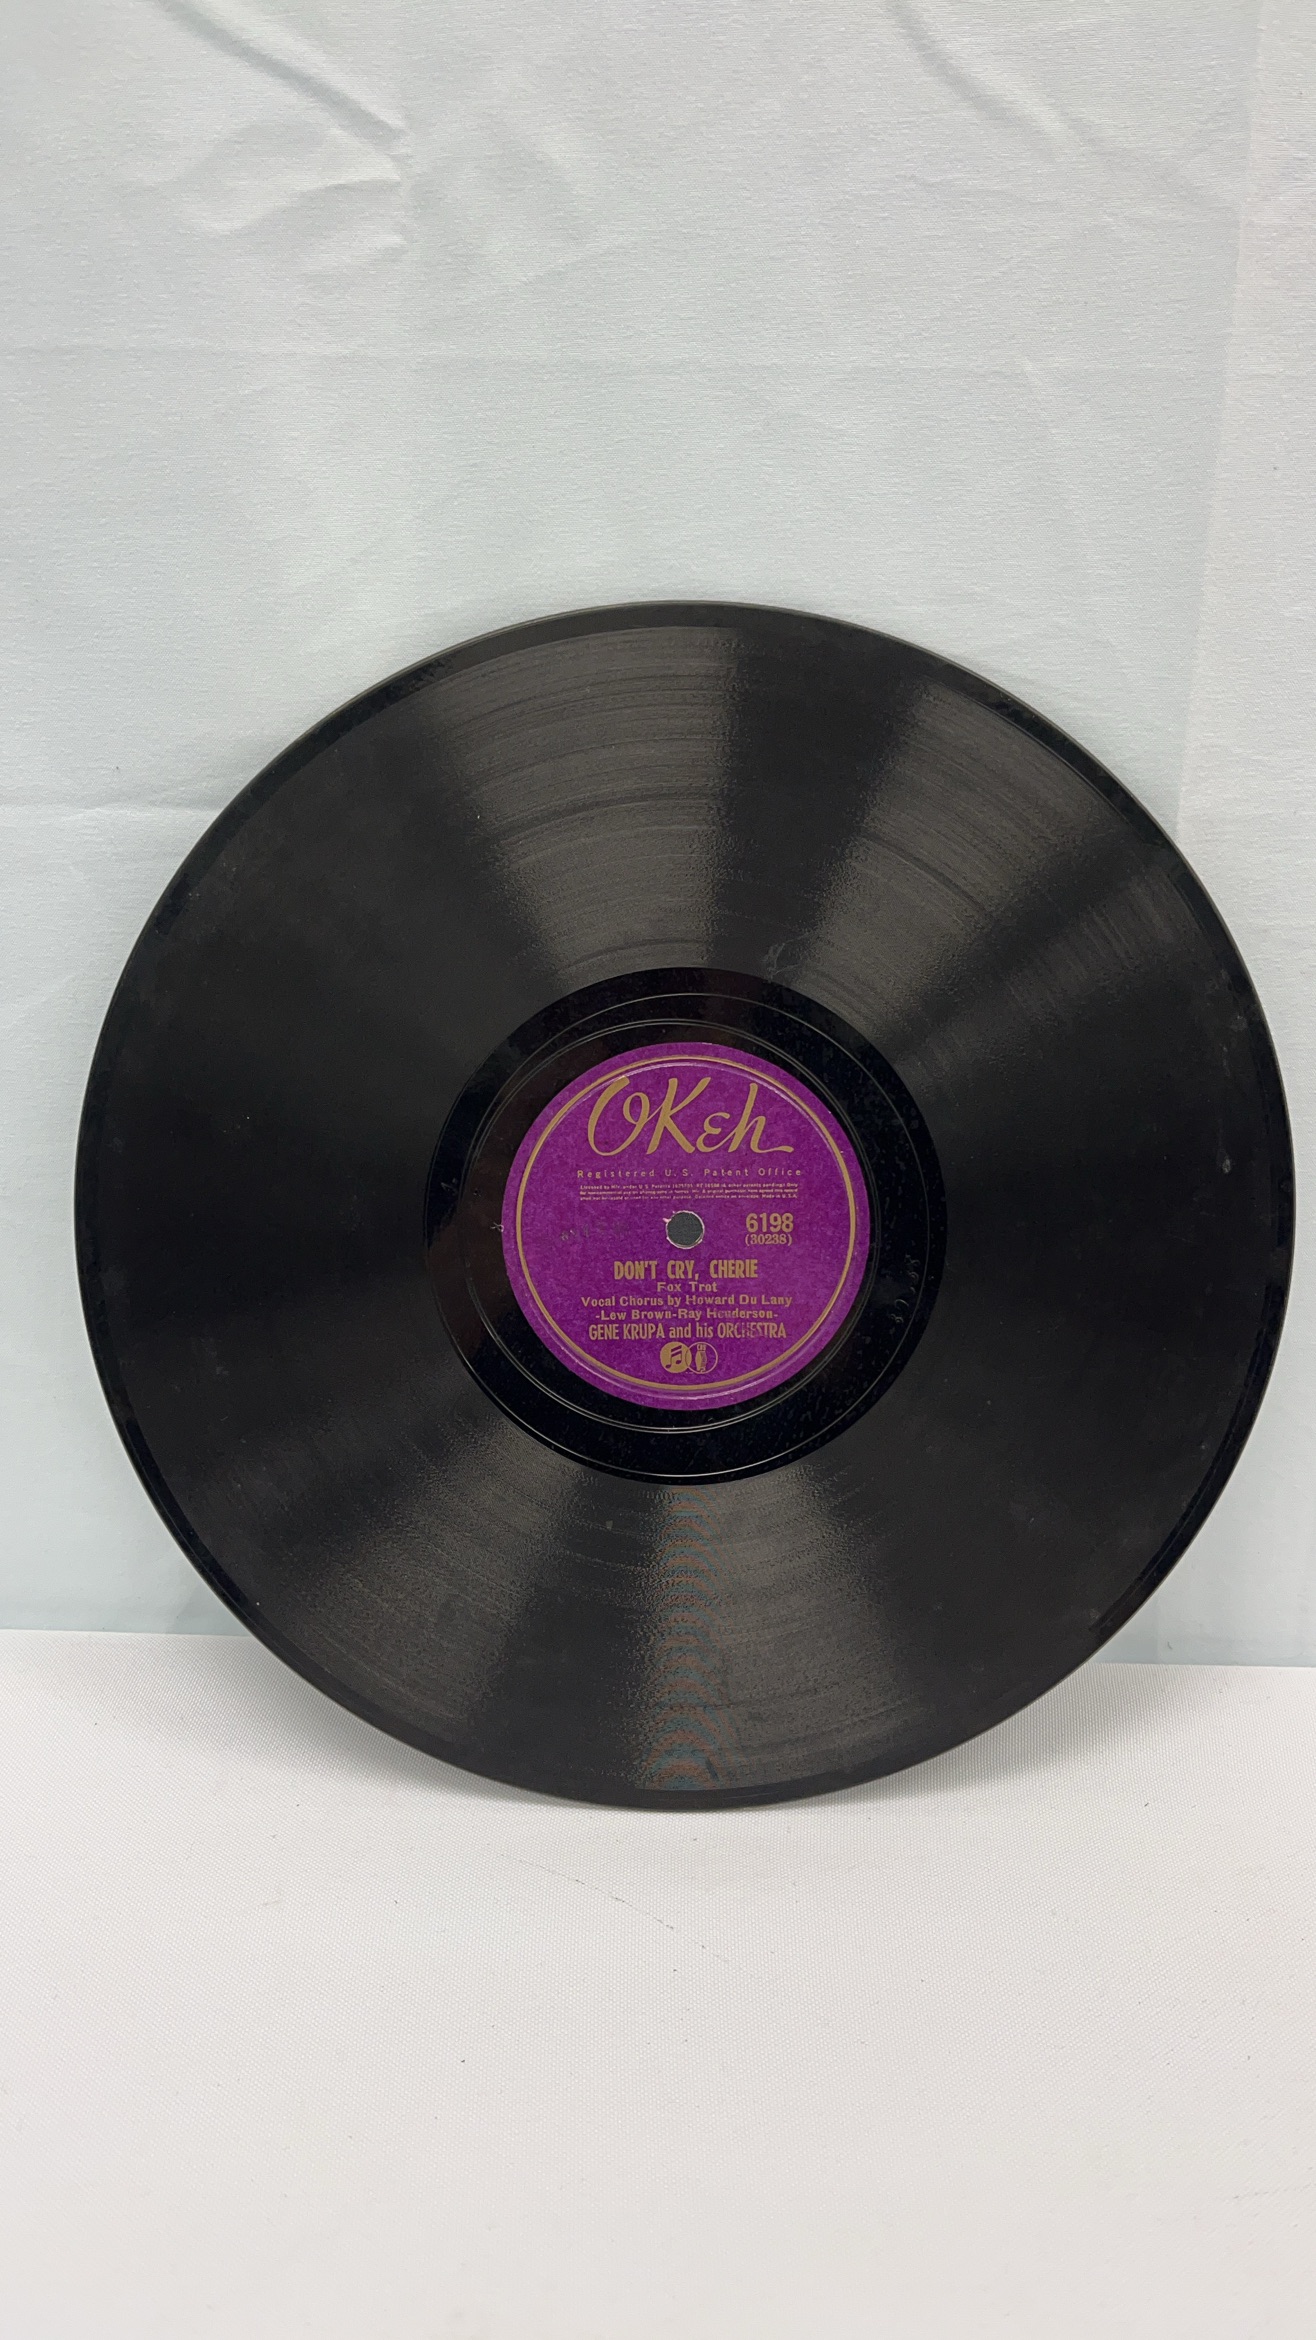 OKeh
Registered U.S. Patent Office
6198
(30238)
DON'T CRY, CHERIE
Fox Trot
Vocal Chorus by Howard Du Lany
-Lew Brown-Ray Henderson-
GENE KRUPA and his ORCHESTRA